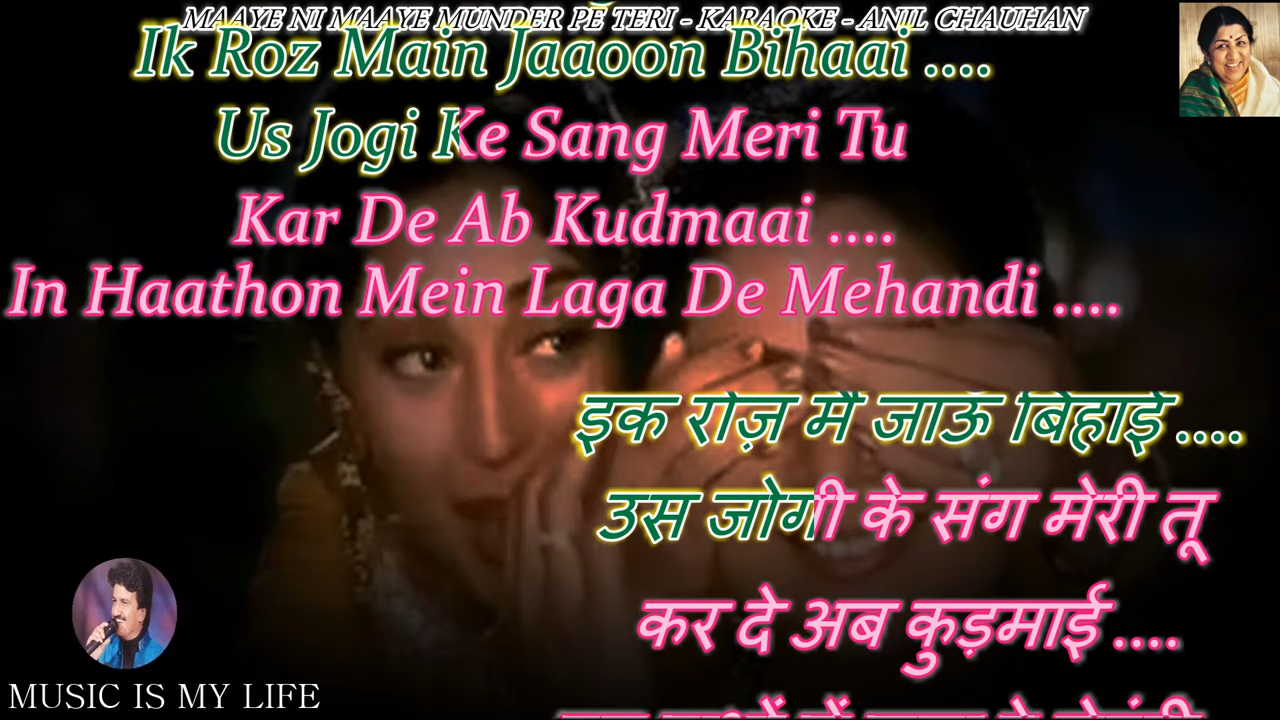 MAAYE NI MAAYE MUNDER PE TERI - KARAOKE - ANIL CHAUHAN
Ik Roz Main Jaaoon Bihaai ....
Us Jogi Ke Sang Meri Tu
Kar De Ab Kudmaai ....
In Haathon Mein Laga De Mehandi ....
इक रोज़ मैं जाऊँ बिहाई ....
उस जोगी के संग मेरी तू
कर दे अब कुड़माई ....
MUSIC IS MY LIFE